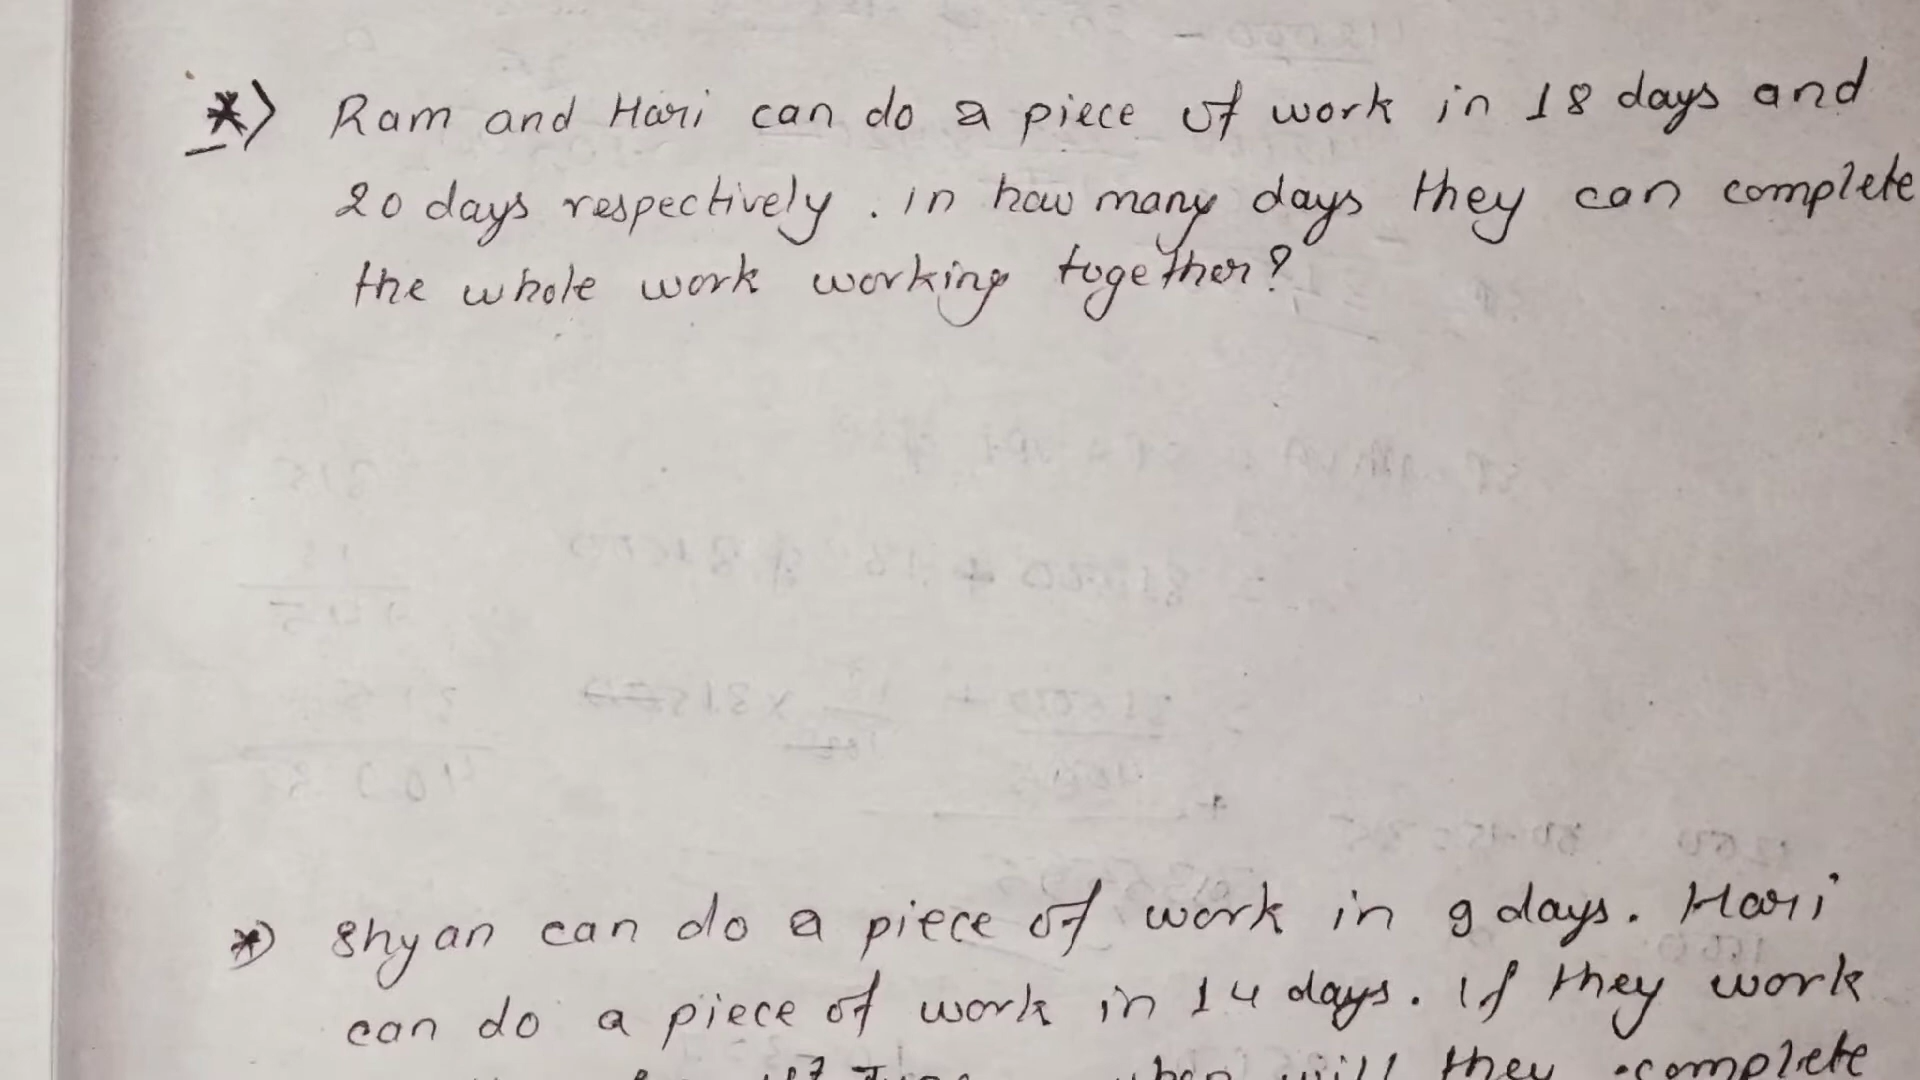 *) Ram and Hari can do a piece of work in 18 days and
20 days respectively . in how many days they can complete
the whole work working together?
*) Shyan can do a piece of work in 9 days. Hari
can do a piece of work in 14 days. if they work
when will they complete